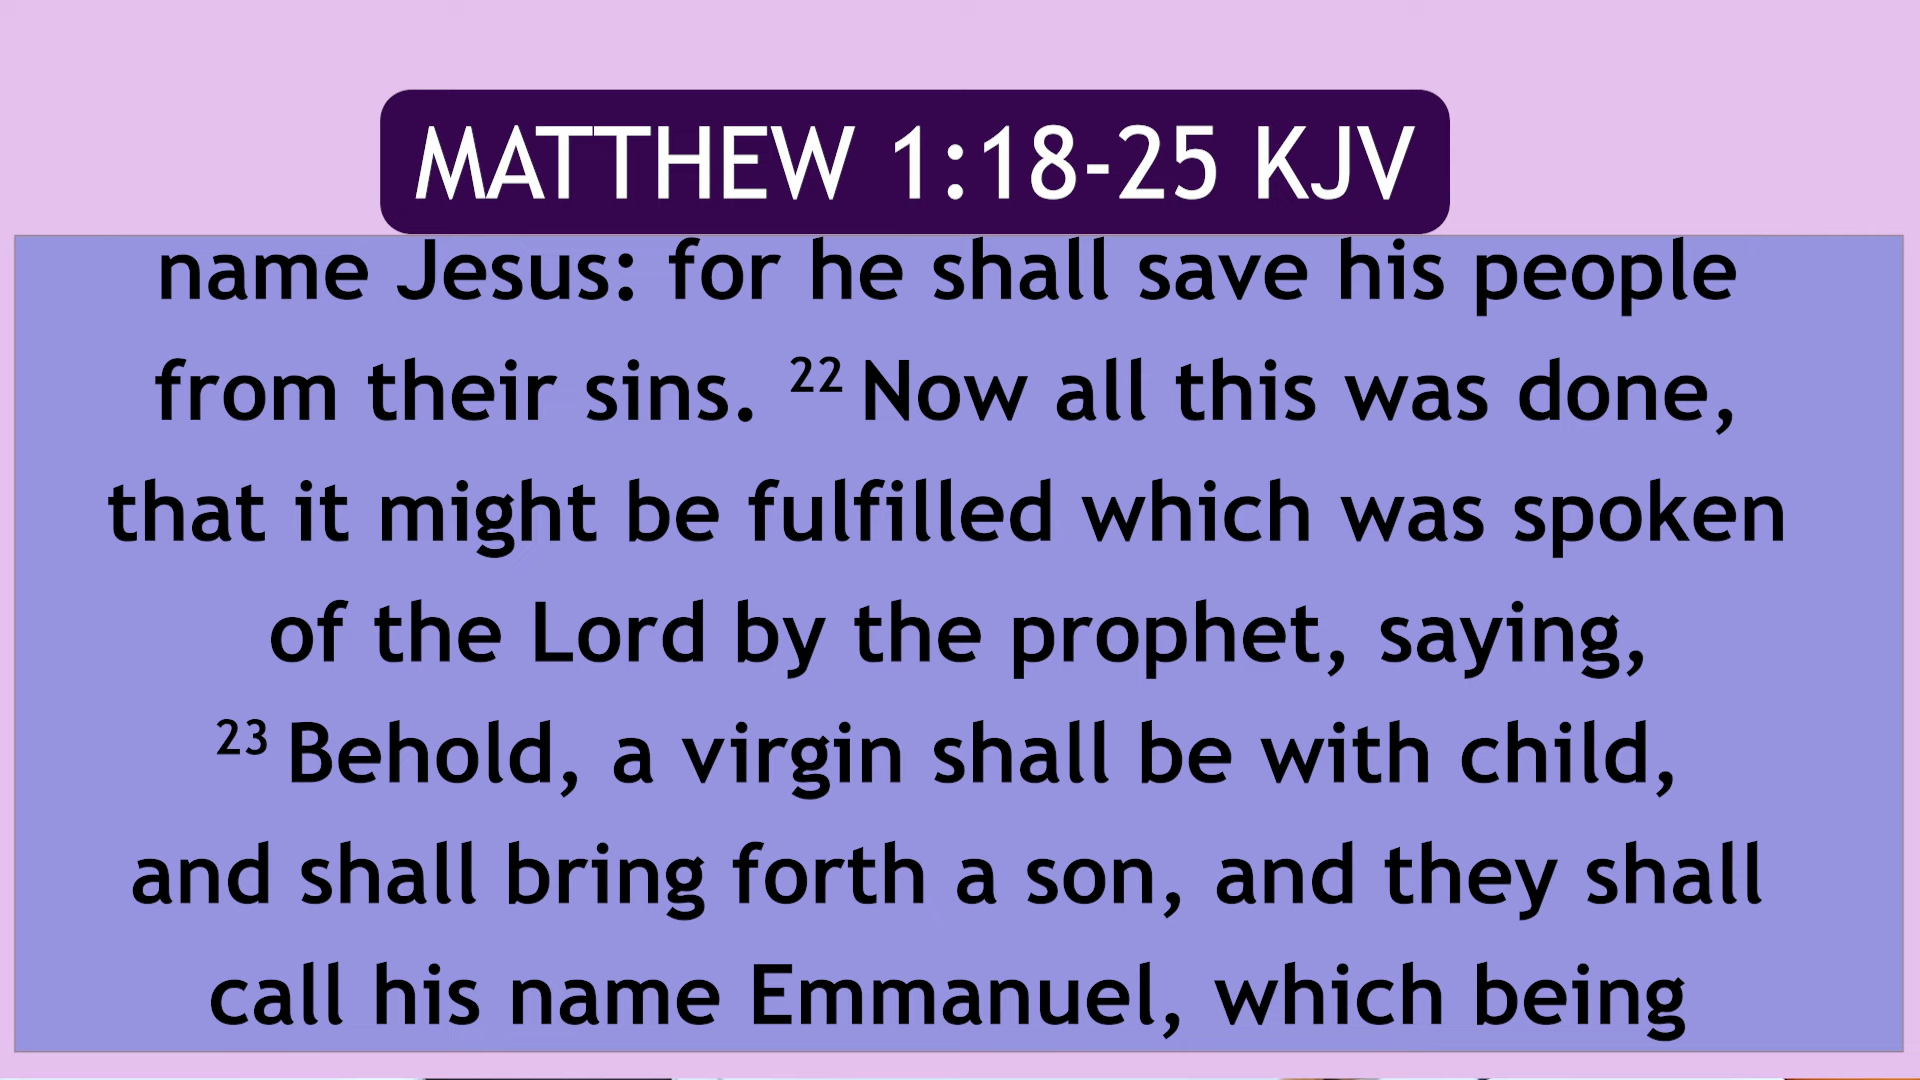 MATTHEW 1:18-25 KJV
name Jesus: for he shall save his people
from their sins. 22 Now all this was done,
that it might be fulfilled which was spoken
of the Lord by the prophet, saying,
23 Behold, a virgin shall be with child,
and shall bring forth a son, and they shall
call his name Emmanuel, which being